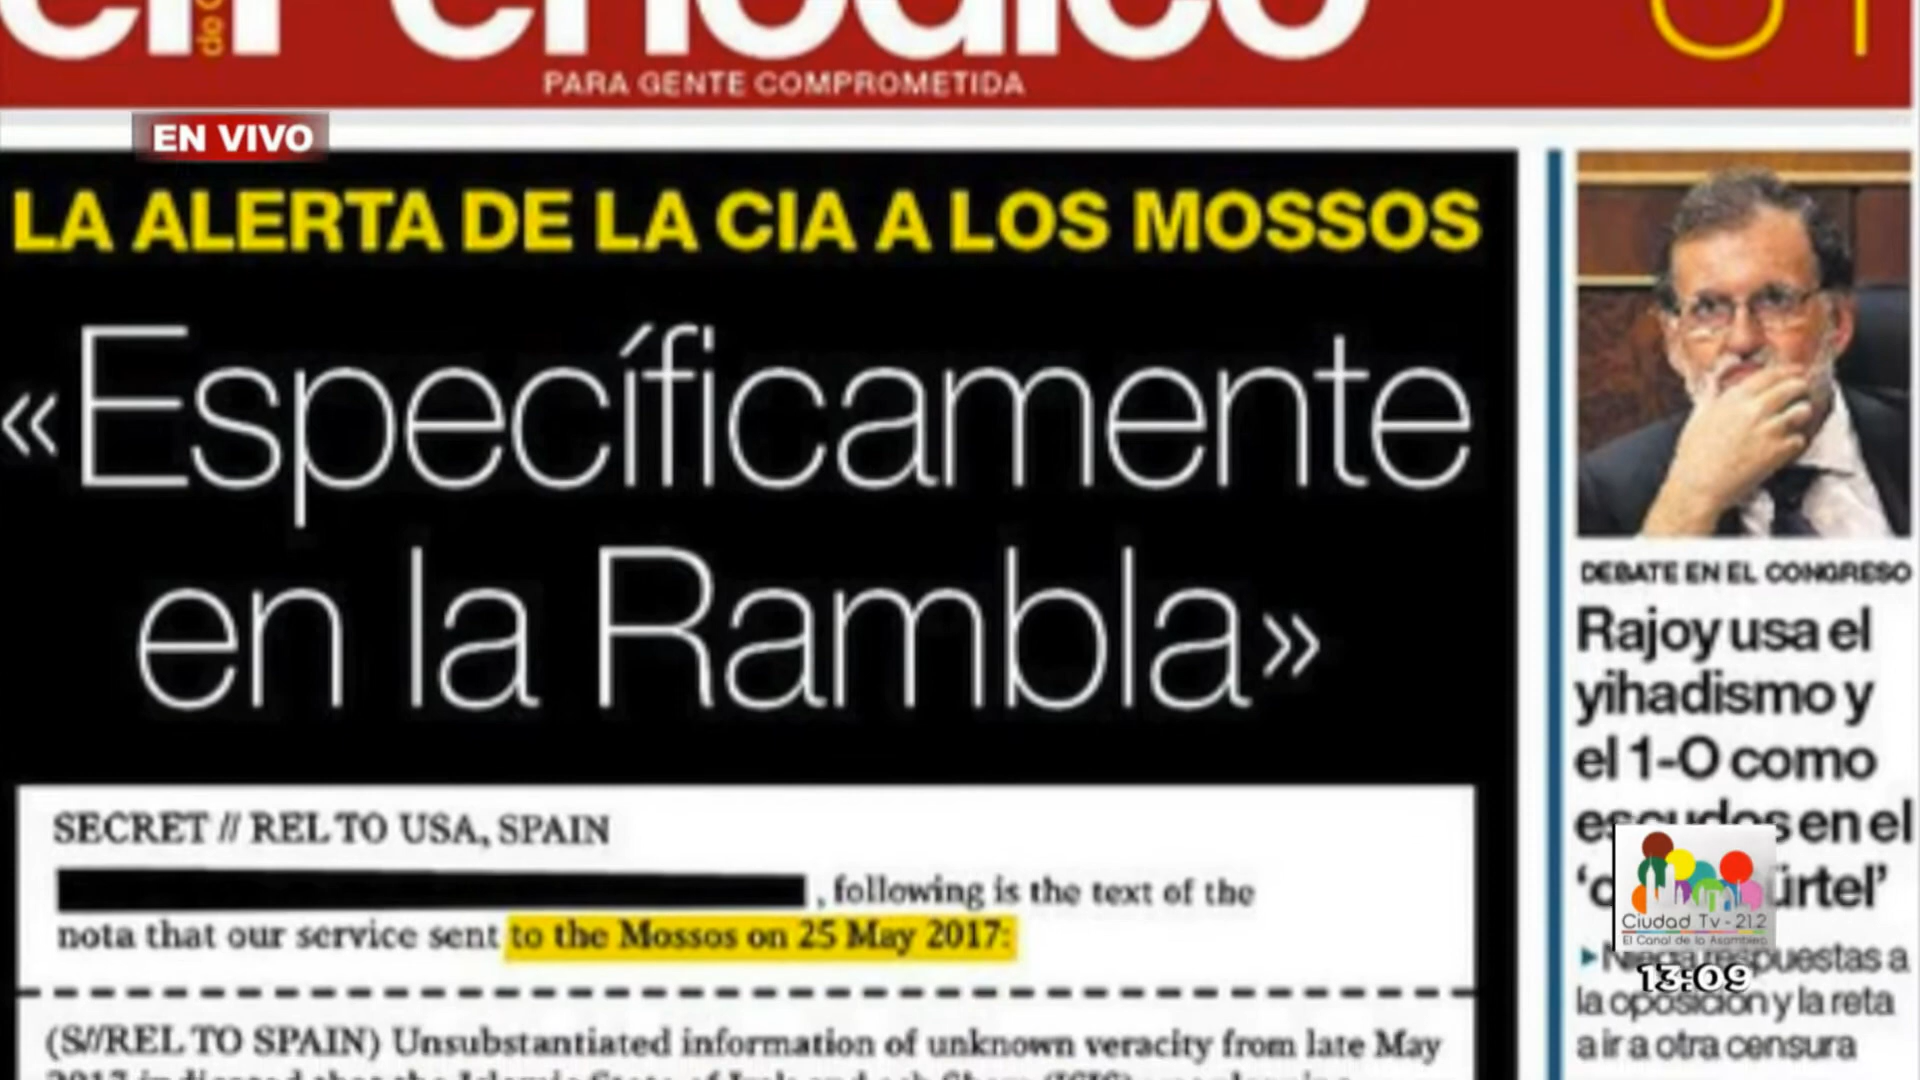 PARA GENTE COMPROMETIDA
EN VIVO
LA ALERTA DE LA CIA A LOS MOSSOS
«Específicamente
en la Rambla»
SECRET // REL TO USA, SPAIN
, following is the text of the
nota that our service sent to the Mossos on 25 May 2017:
(S//REL TO SPAIN) Unsubstantiated information of unknown veracity from late May
DEBATE EN EL CONGRESO
Rajoy usa el
yihadismo y
el 1-O como
escudos en el
ürtel’
Niega respuestas a
la oposición y la reta
a ir a otra censura
Ciudad Tv - 21.2
El Canal de la Asamblea
13:09